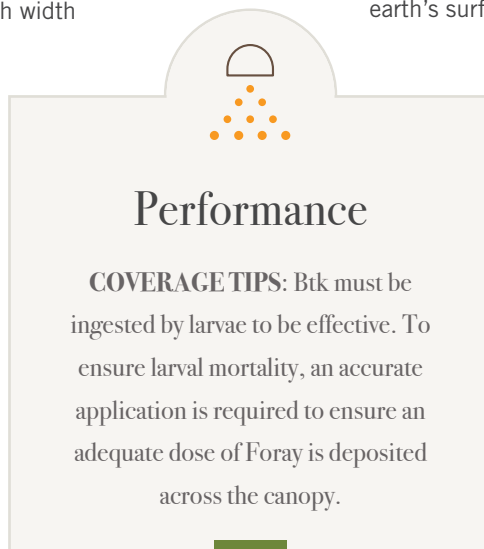 h width
earth's surf
Performance
COVERAGE TIPS: Btk must be
ingested by larvae to be effective. To
ensure larval mortality, an accurate
application is required to ensure an
adequate dose of Foray is deposited
across the canopy.